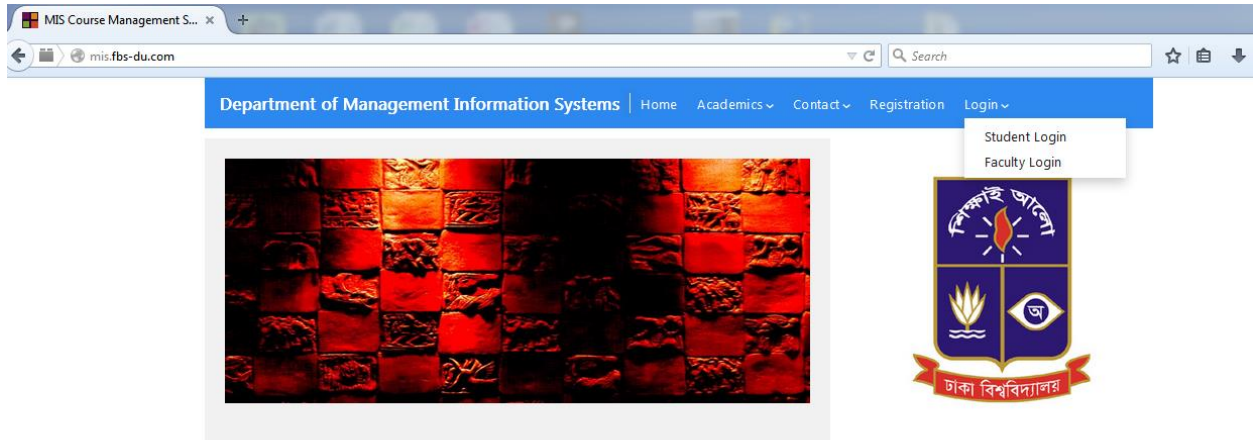 MIS Course Management S... × +
mis.fbs-du.com Search
Department of Management Information Systems Home Academics Contact Registration Login
Student Login
Faculty Login
শিক্ষাই আলো
অ
ঢাকা বিশ্ববিদ্যালয়